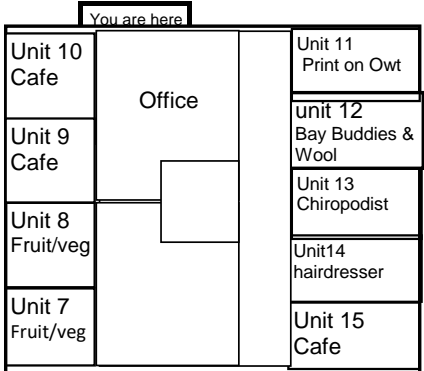 You are here
Unit 10
Cafe
Office
Unit 11
Print on Owt
Unit 9
Cafe
unit 12
Bay Buddies &
Wool
Unit 8
Fruit/veg
Unit 13
Chiropodist
Unit14
hairdresser
Unit 7
Fruit/veg
Unit 15
Cafe